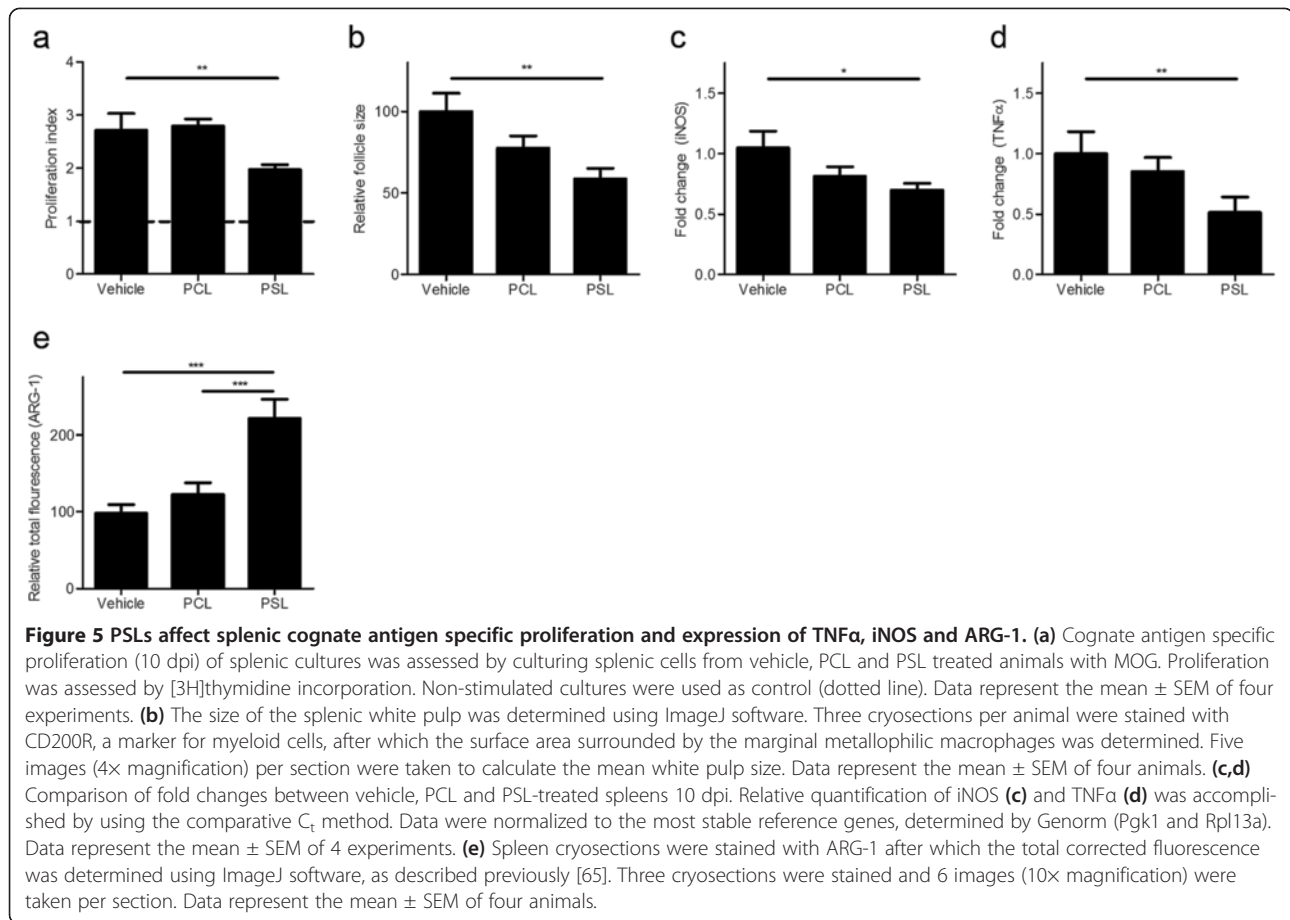 a
b
c
d
**
**
*
**
Proliferation index
4
3
2
1
0
Vehicle PCL PSL
Relative follicle size
100
50
0
Vehicle PCL PSL
Fold change (iNOS)
1.5
1.0
0.5
0.0
Vehicle PCL PSL
Fold change (TNFα)
1.5
1.0
0.5
0.0
Vehicle PCL PSL
e
***
***
Relative total flourescence (ARG-1)
200
100
0
Vehicle PCL PSL
Figure 5 PSLs affect splenic cognate antigen specific proliferation and expression of TNFα, iNOS and ARG-1. (a) Cognate antigen specific
proliferation (10 dpi) of splenic cultures was assessed by culturing splenic cells from vehicle, PCL and PSL treated animals with MOG. Proliferation
was assessed by [3H]thymidine incorporation. Non-stimulated cultures were used as control (dotted line). Data represent the mean ± SEM of four
experiments. (b) The size of the splenic white pulp was determined using ImageJ software. Three cryosections per animal were stained with
CD200R, a marker for myeloid cells, after which the surface area surrounded by the marginal metallophilic macrophages was determined. Five
images (4× magnification) per section were taken to calculate the mean white pulp size. Data represent the mean ± SEM of four animals. (c,d)
Comparison of fold changes between vehicle, PCL and PSL-treated spleens 10 dpi. Relative quantification of iNOS (c) and TNFα (d) was accompli-
shed by using the comparative Ct method. Data were normalized to the most stable reference genes, determined by Genorm (Pgk1 and Rpl13a).
Data represent the mean ± SEM of 4 experiments. (e) Spleen cryosections were stained with ARG-1 after which the total corrected fluorescence
was determined using ImageJ software, as described previously [65]. Three cryosections were stained and 6 images (10× magnification) were
taken per section. Data represent the mean ± SEM of four animals.